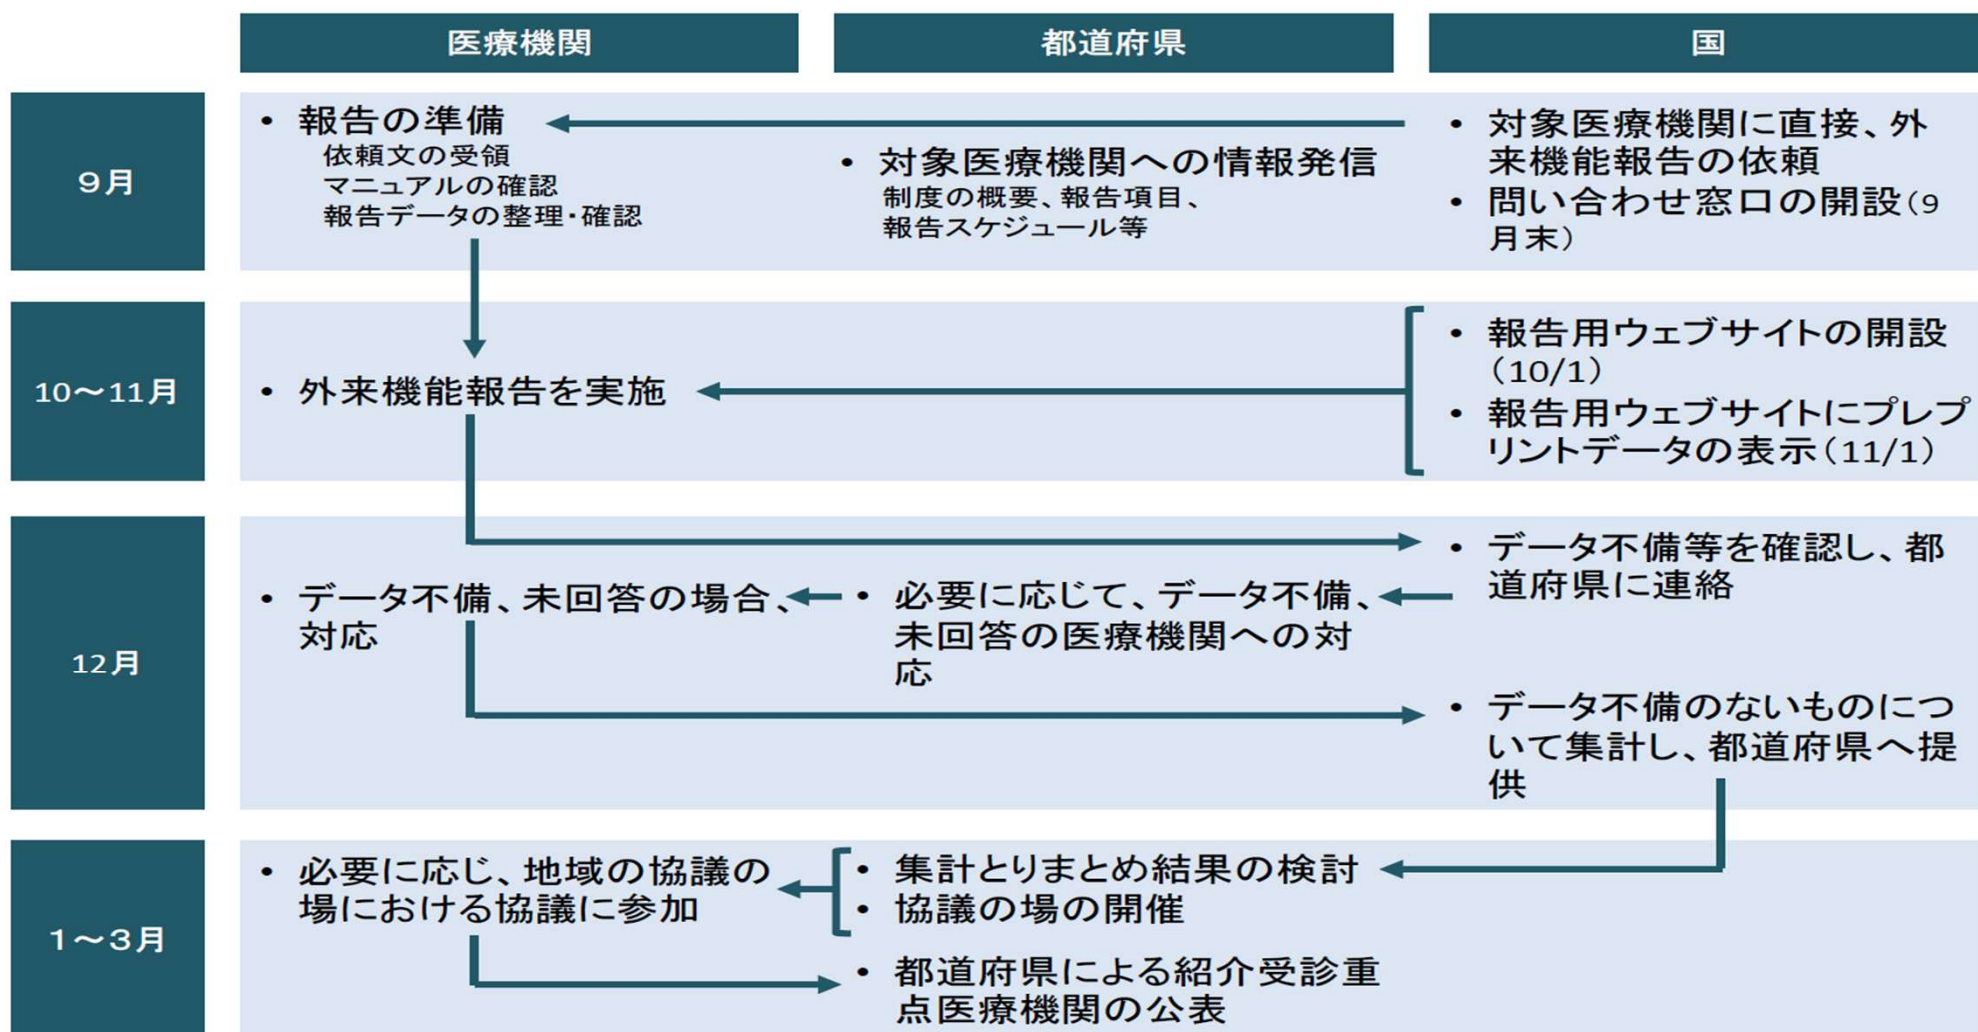 医療機関
都道府県
国
9月
• 報告の準備
依頼文の受領
マニュアルの確認
報告データの整理・確認
• 対象医療機関への情報発信
制度の概要、報告項目、
報告スケジュール等
• 対象医療機関に直接、外
来機能報告の依頼
• 問い合わせ窓口の開設（9
月末）
10～11月
• 外来機能報告を実施
• 報告用ウェブサイトの開設
（10/1）
• 報告用ウェブサイトにプレプ
リントデータの表示（11/1）
12月
• データ不備、未回答の場合、
対応
• 必要に応じて、データ不備、
未回答の医療機関への対
応
• データ不備等を確認し、都
道府県に連絡
• データ不備のないものにつ
いて集計し、都道府県へ提
供
1～3月
• 必要に応じ、地域の協議の
場における協議に参加
• 集計とりまとめ結果の検討
• 協議の場の開催
• 都道府県による紹介受診重
点医療機関の公表